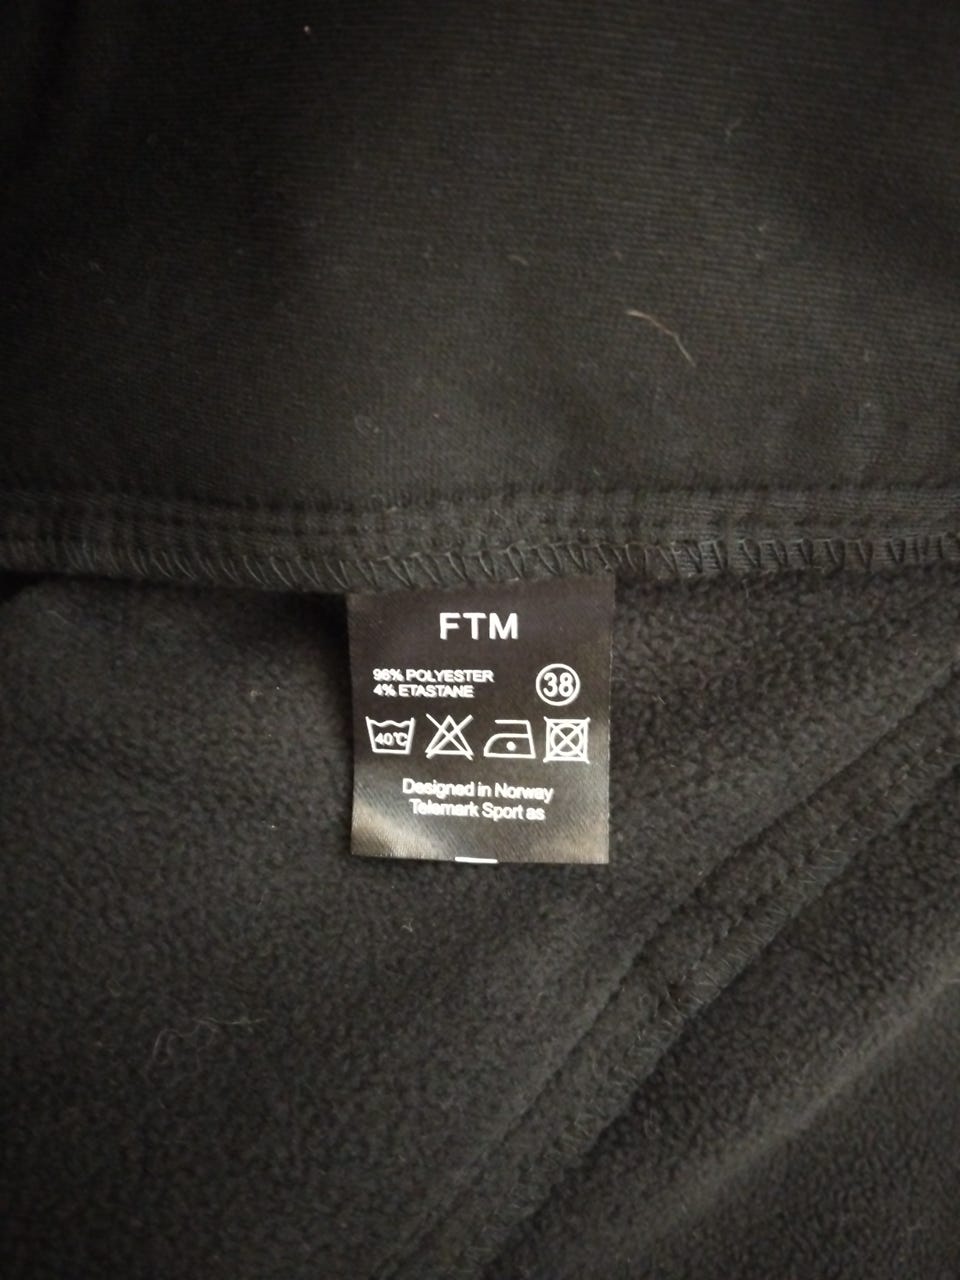 FTM
96% POLYESTER
4% ETASTANE
38
40°C
Designed in Norway
Telemark Sport as